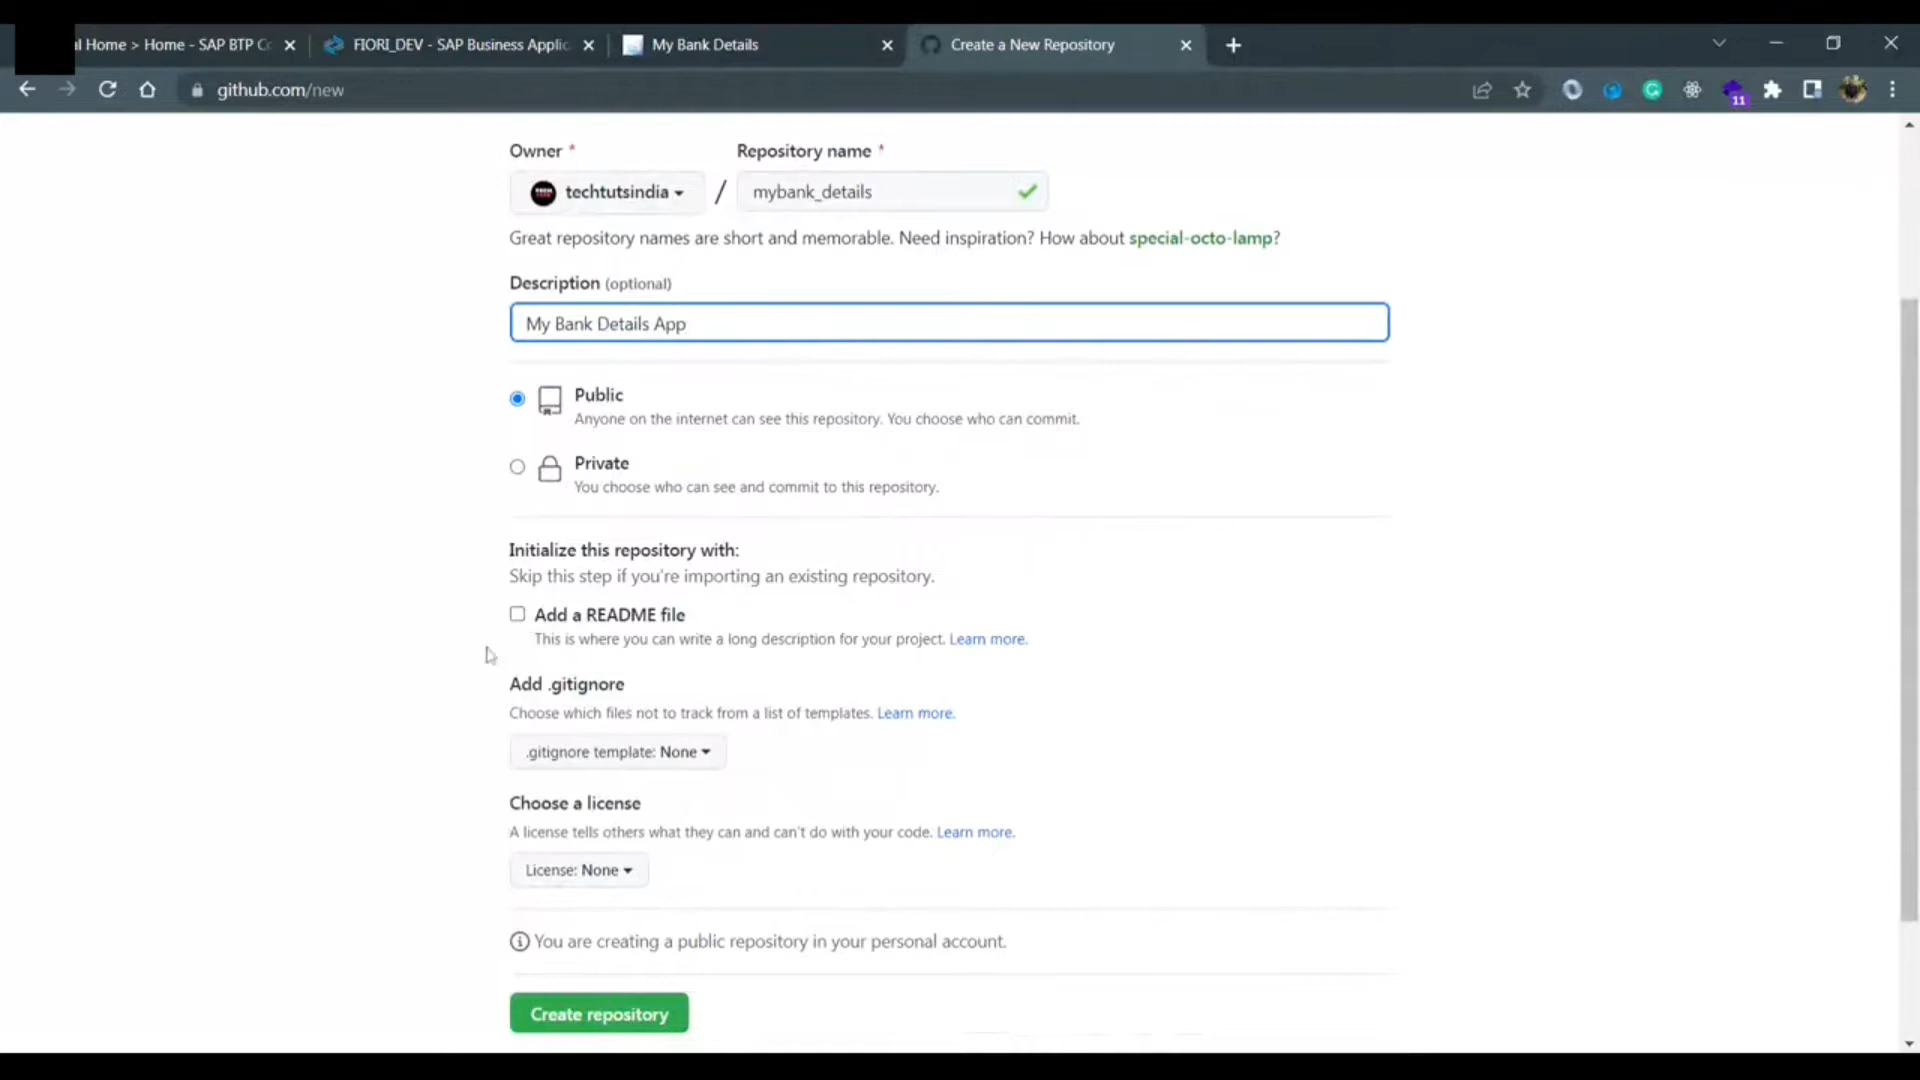 l Home > Home - SAP BTP Co
FIORI_DEV - SAP Business Applic
My Bank Details
Create a New Repository
github.com/new
11
Owner *
Repository name *
techtutsindia
/
mybank_details
Great repository names are short and memorable. Need inspiration? How about special-octo-lamp?
Description (optional)
My Bank Details App
Public
Anyone on the internet can see this repository. You choose who can commit.
Private
You choose who can see and commit to this repository.
Initialize this repository with:
Skip this step if you're importing an existing repository.
Add a README file
This is where you can write a long description for your project. Learn more.
Add .gitignore
Choose which files not to track from a list of templates. Learn more.
.gitignore template: None
Choose a license
A license tells others what they can and can't do with your code. Learn more.
License: None
You are creating a public repository in your personal account.
Create repository